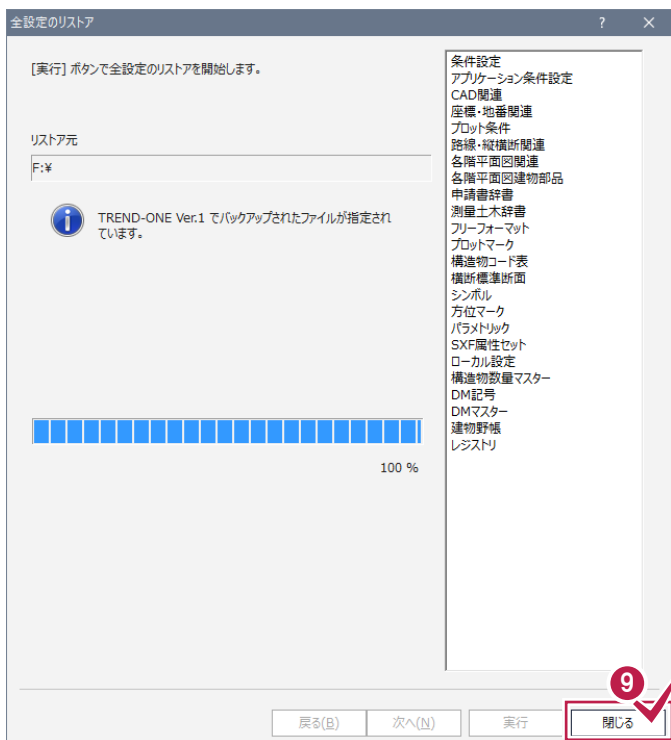 全設定のリストア
? ×
[実行] ボタンで全設定のリストアを開始します。
リストア元
F:¥
TREND-ONE Ver.1 でバックアップされたファイルが指定され
ています。
100 %
条件設定
アプリケーション条件設定
CAD関連
座標・地番関連
プロット条件
路線・縦横断関連
各階平面図関連
各階平面図建物部品
申請書辞書
測量土木辞書
フリーフォーマット
プロットマーク
構造物コード表
横断標準断面
シンボル
方位マーク
パラメトリック
SXF属性セット
ローカル設定
構造物数量マスター
DM記号
DMマスター
建物野帳
レジストリ
9
戻る(B)
次へ(N)
実行
閉じる